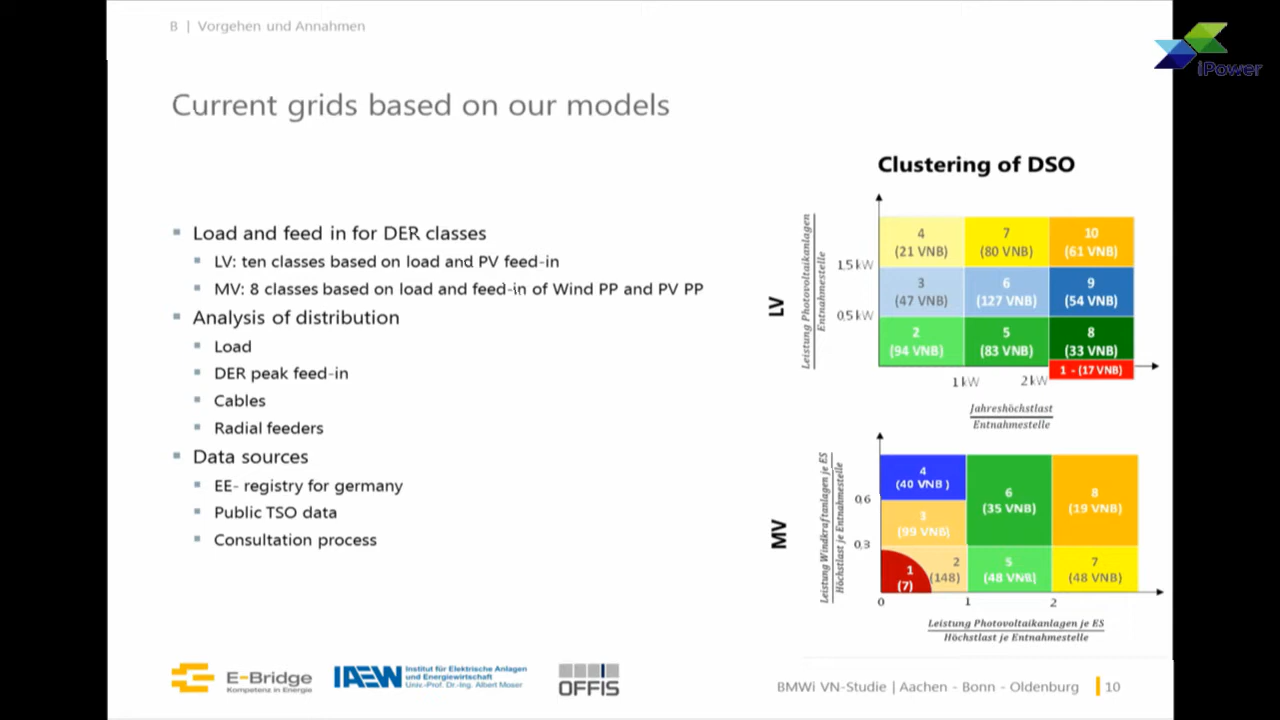 B | Vorgehen und Annahmen
iPower
Current grids based on our models
Load and feed in for DER classes
LV: ten classes based on load and PV feed-in
MV: 8 classes based on load and feed-in of Wind PP and PV PP
Analysis of distribution
Load
DER peak feed-in
Cables
Radial feeders
Data sources
EE- registry for germany
Public TSO data
Consultation process
Clustering of DSO
LV
Leistung Photovoltaikanlagen
Entnahmestelle
1.5 kW
0.5 kW
4
(21 VNB)
7
(80 VNB)
10
(61 VNB)
3
(47 VNB)
6
(127 VNB)
9
(54 VNB)
2
(94 VNB)
5
(83 VNB)
8
(33 VNB)
1 - (17 VNB)
1 kW
2 kW
Jahreshöchstlast
Entnahmestelle
MV
Leistung Windkraftanlagen je ES
Höchstlast je Entnahmestelle
0.6
0.3
4
(40 VNB )
6
(35 VNB)
8
(19 VNB)
3
(99 VNB)
1
(7)
2
(148)
5
(48 VNB)
7
(48 VNB)
0
1
2
Leistung Photovoltaikanlagen je ES
Höchstlast je Entnahmestelle
E-Bridge
Kompetenz in Energie
IAEW
Institut für Elektrische Anlagen
und Energiewirtschaft
Univ.-Prof. Dr.-Ing. Albert Moser
OFFIS
BMWi VN-Studie | Aachen - Bonn - Oldenburg
10